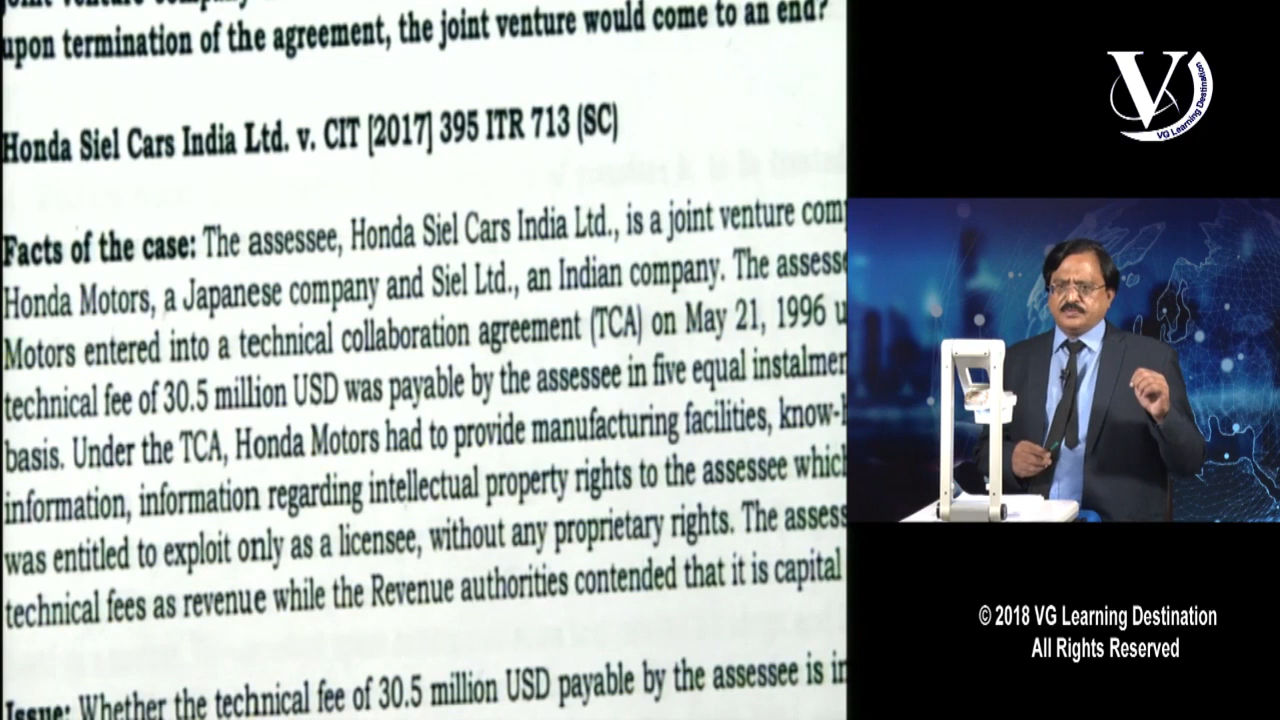 joint venture company
upon termination of the agreement, the joint venture would come to an end?
Honda Siel Cars India Ltd. v. CIT [2017] 395 ITR 713 (SC)
Facts of the case: The assessee, Honda Siel Cars India Ltd., is a joint venture
Honda Motors, a Japanese company and Siel Ltd., an Indian company. The
Motors entered into a technical collaboration agreement (TCA) on May 21, 1996
technical fee of 30.5 million USD was payable by the assessee in five equal
basis. Under the TCA, Honda Motors had to provide manufacturing facilities,
information, information regarding intellectual property rights to the assessee
was entitled to exploit only as a licensee, without any proprietary rights. The
technical fees as revenue while the Revenue authorities contended that it is capital
Issue: Whether the technical fee of 30.5 million USD payable by the assessee is
V
VG Learning Destination
© 2018 VG Learning Destination
All Rights Reserved